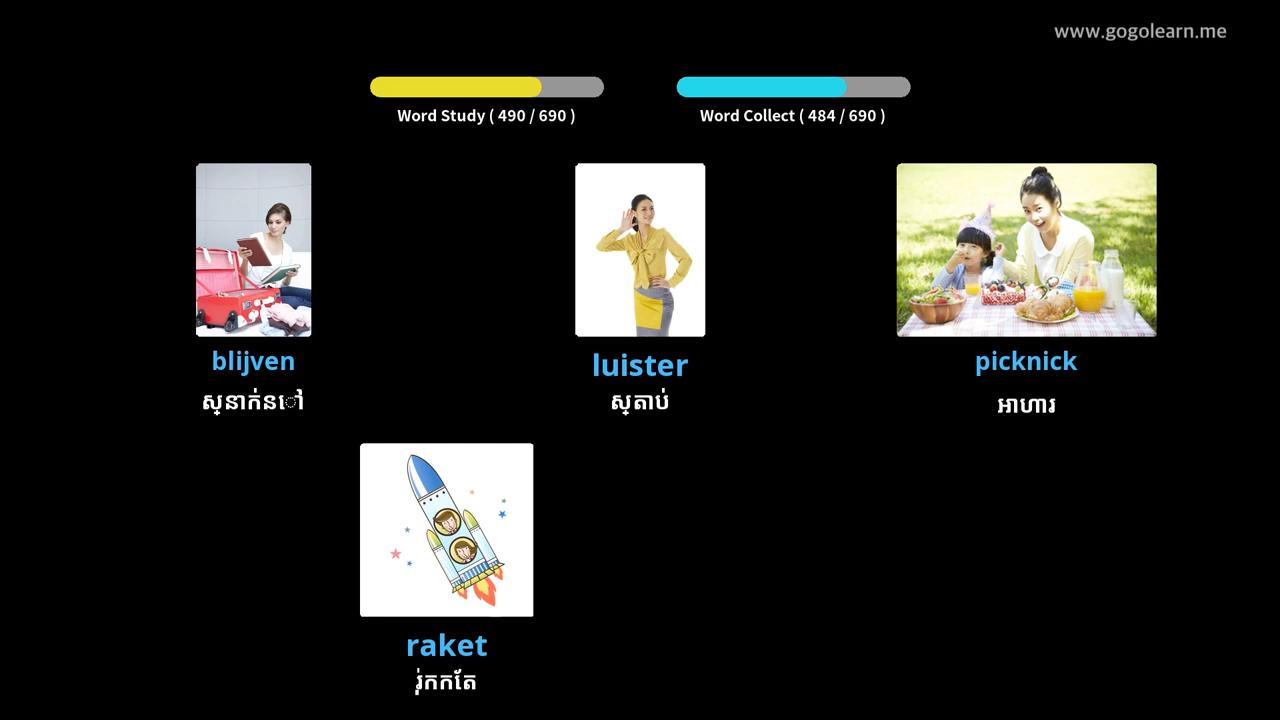 www.gogolearn.me
Word Study ( 490 / 690 )
Word Collect ( 484 / 690 )
blijven
luister
picknick
ស្នាក់នៅ
ស្តាប់
អាហារ
raket
រ៉ុកកតែ